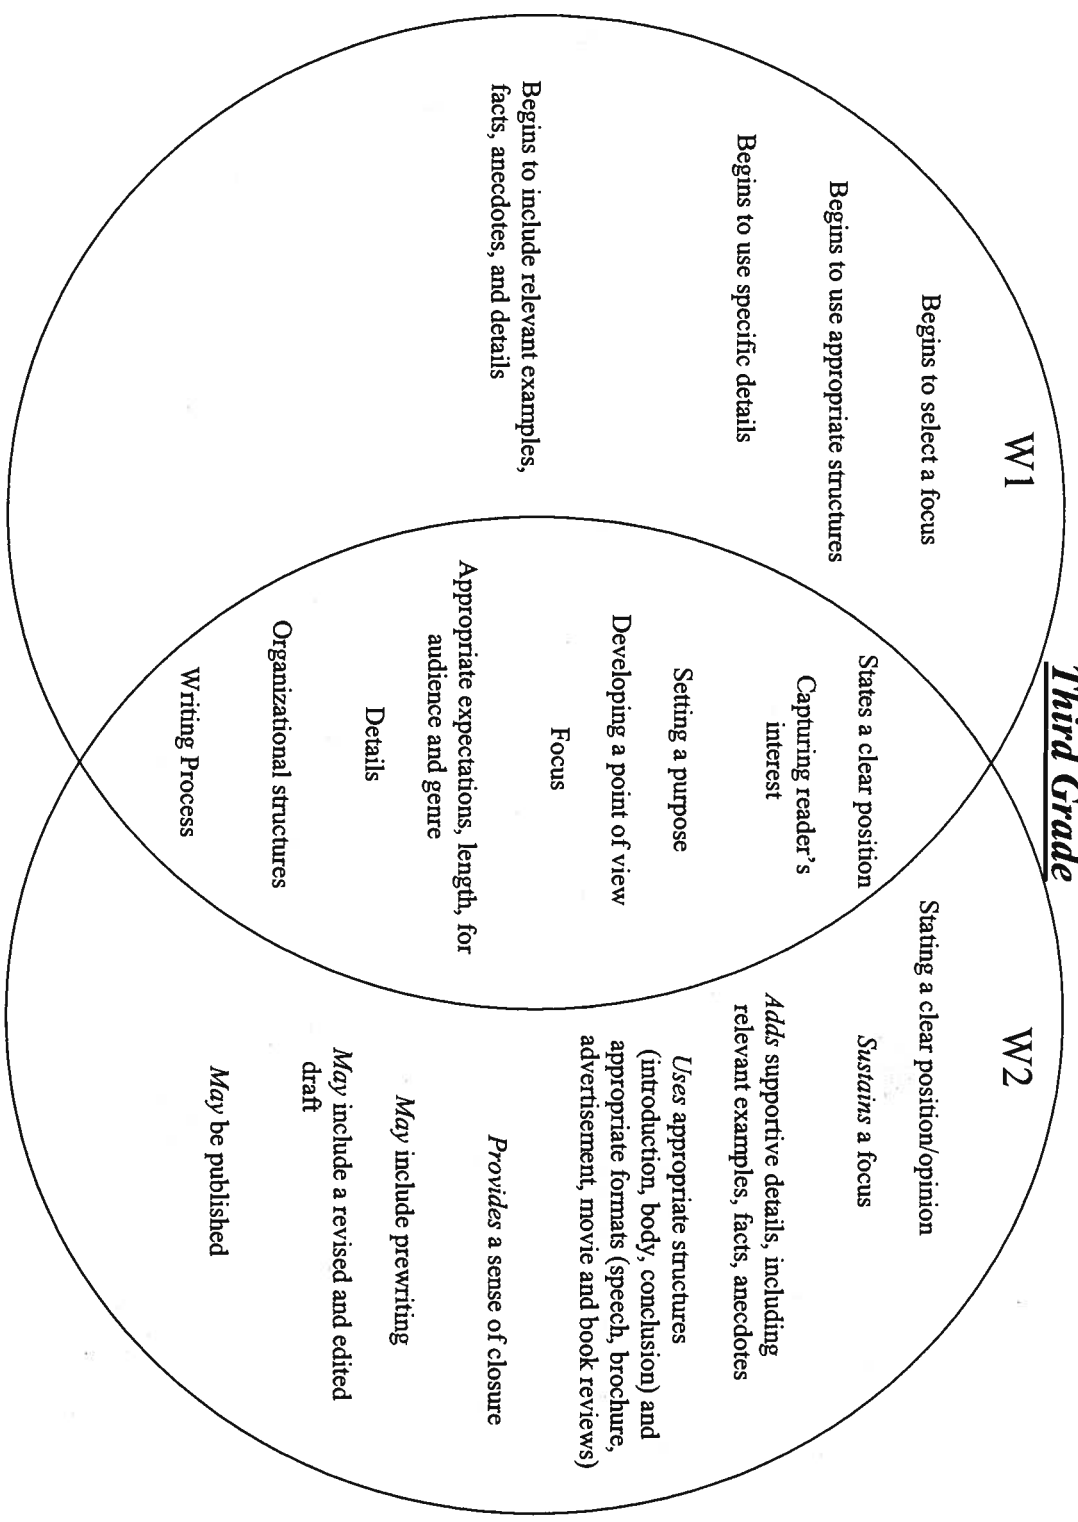 Third Grade
W1
Begins to select a focus
Begins to use appropriate structures
Begins to use specific details
Begins to include relevant examples,
facts, anecdotes, and details
States a clear position
Capturing reader's
interest
Setting a purpose
Developing a point of view
Focus
Appropriate expectations, length, for
audience and genre
Details
Organizational structures
Writing Process
W2
Stating a clear position/opinion
Sustains a focus
Adds supportive details, including
relevant examples, facts, anecdotes
Uses appropriate structures
(introduction, body, conclusion) and
appropriate formats (speech, brochure,
advertisement, movie and book reviews)
Provides a sense of closure
May include prewriting
May include a revised and edited
draft
May be published